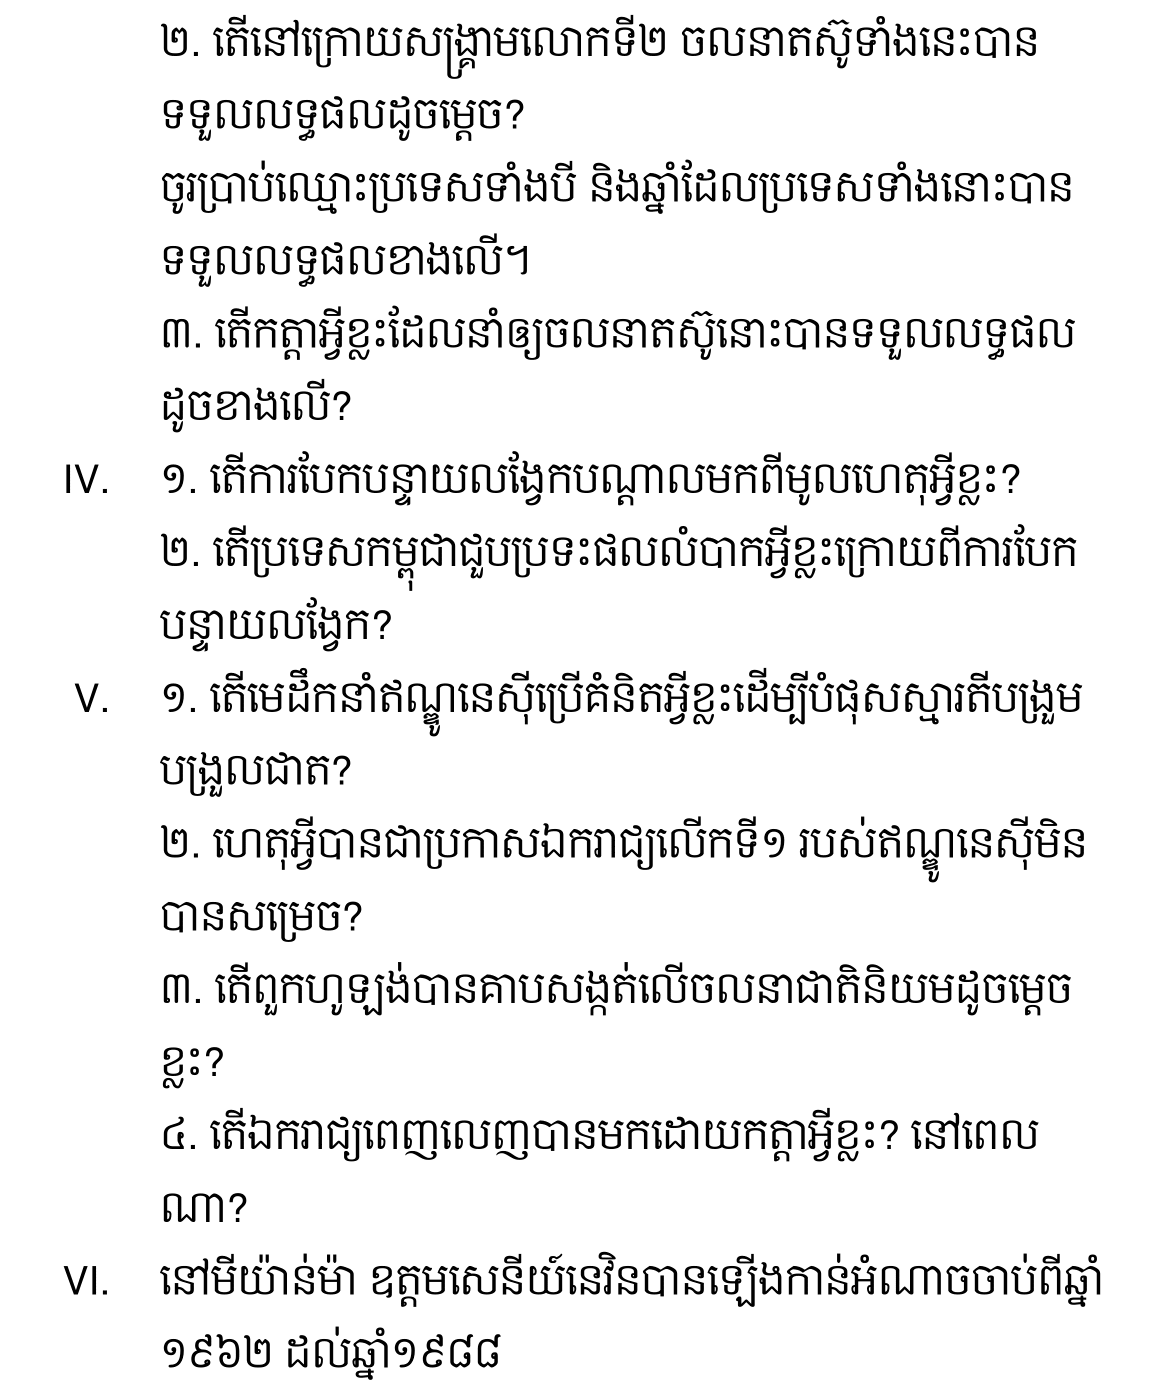 ២. តើនៅក្រោយសង្គ្រាមលោកទី២ ចលនាតស៊ូទាំងនេះបាន
ទទួលលទ្ធផលដូចម្តេច?
ចូរប្រាប់ឈ្មោះប្រទេសទាំងបី និងឆ្នាំដែលប្រទេសទាំងនោះបាន
ទទួលលទ្ធផលខាងលើ។
៣. តើកត្តាអ្វីខ្លះដែលនាំឲ្យចលនាតស៊ូនោះបានទទួលលទ្ធផល
ដូចខាងលើ?
IV. ១. តើការបែកបន្ទាយលង្វែកបណ្តាលមកពីមូលហេតុអ្វីខ្លះ?
២. តើប្រទេសកម្ពុជាជួបប្រទះផលលំបាកអ្វីខ្លះក្រោយពីការបែក
បន្ទាយលង្វែក?
V. ១. តើមេដឹកនាំឥណ្ឌូនេស៊ីប្រើគំនិតអ្វីខ្លះដើម្បីបំផុសស្មារតីបង្រួម
បង្រួលជាត?
២. ហេតុអ្វីបានជាប្រកាសឯករាជ្យលើកទី១ របស់ឥណ្ឌូនេស៊ីមិន
បានសម្រេច?
៣. តើពួកហូឡង់បានគាបសង្កត់លើចលនាជាតិនិយមដូចម្តេច
ខ្លះ?
៤. តើឯករាជ្យពេញលេញបានមកដោយកត្តាអ្វីខ្លះ? នៅពេល
ណា?
VI. នៅមីយ៉ាន់ម៉ា ឧត្តមសេនីយ៍នេវិនបានឡើងកាន់អំណាចចាប់ពីឆ្នាំ
១៩៦២ ដល់ឆ្នាំ១៩៨៨